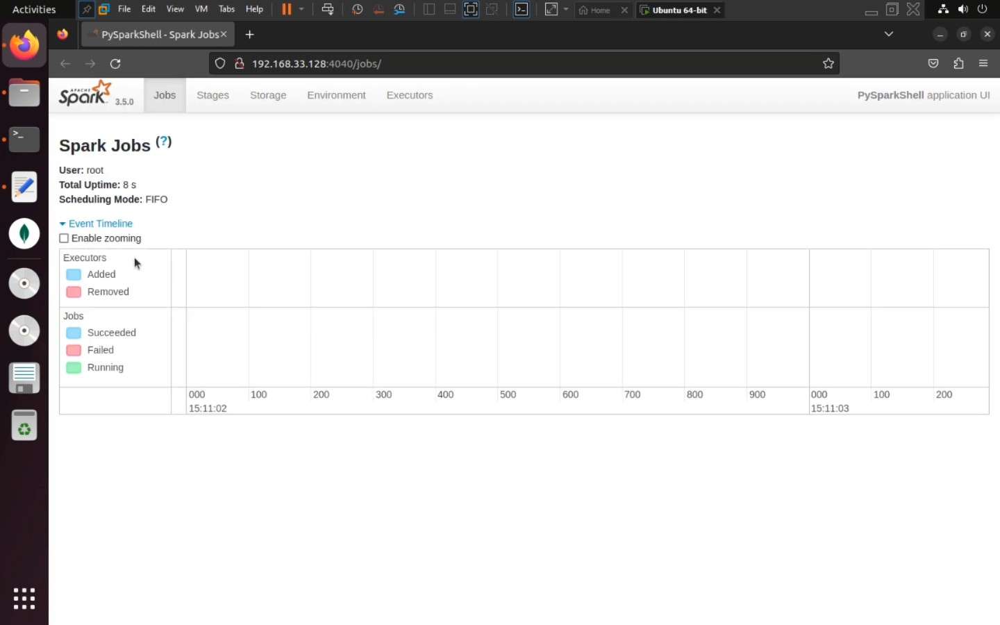 Activities File Edit View VM Tabs Help Home Ubuntu 64-bit
PySparkShell - Spark Jobs
192.168.33.128:4040/jobs/
APACHE Spark 3.5.0 Jobs Stages Storage Environment Executors PySparkShell application UI
Spark Jobs (?)
User: root
Total Uptime: 8 s
Scheduling Mode: FIFO
Event Timeline
Enable zooming
Executors
Added
Removed
Jobs
Succeeded
Failed
Running
000 100 200 300 400 500 600 700 800 900 000 100 200
15:11:02 15:11:03